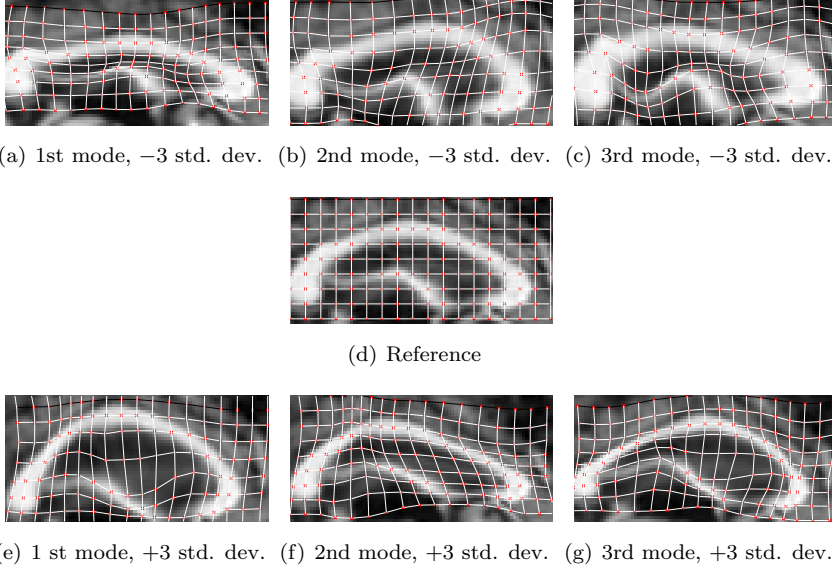 a) 1st mode, −3 std. dev. (b) 2nd mode, −3 std. dev. (c) 3rd mode, −3 std. dev.
(d) Reference
(e) 1 st mode, +3 std. dev. (f) 2nd mode, +3 std. dev. (g) 3rd mode, +3 std. dev.